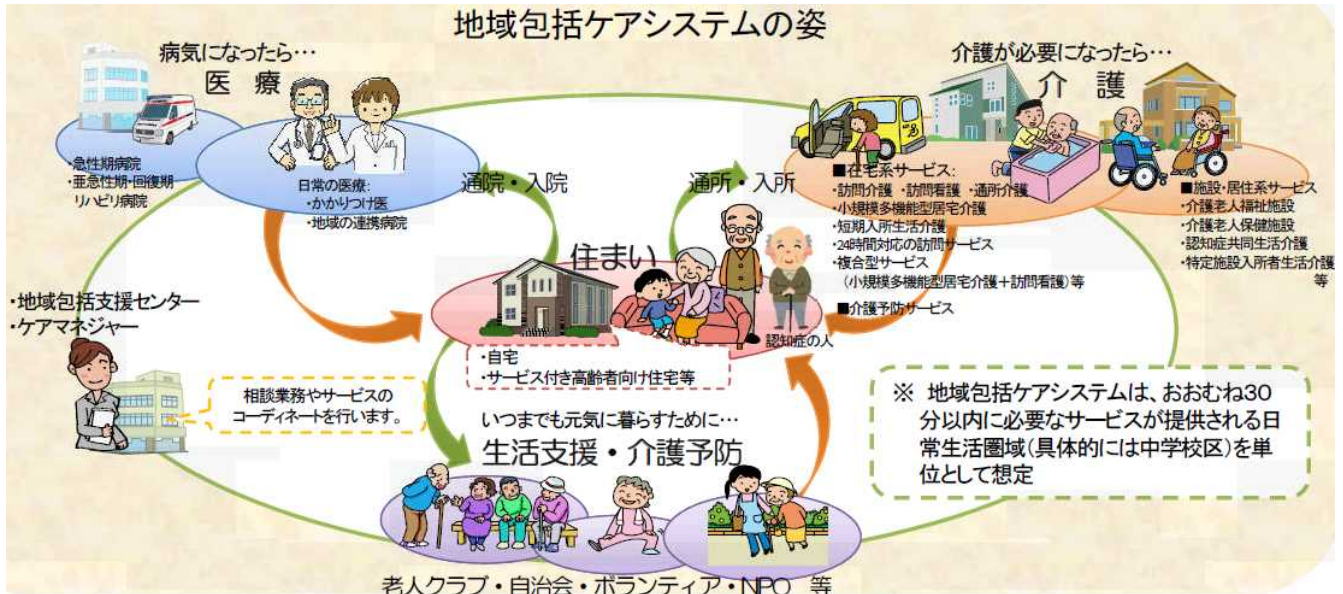 地域包括ケアシステムの姿
病気になったら…
医 療
・急性期病院
・亜急性期・回復期
リハビリ病院
日常の医療:
・かかりつけ医
・地域の連携病院
通院・入院
通所・入所
介護が必要になったら…
介 護
■在宅系サービス:
・訪問介護 ・訪問看護 ・通所介護
・小規模多機能型居宅介護
・短期入所生活介護
・24時間対応の訪問サービス
・複合型サービス
(小規模多機能型居宅介護+訪問看護)等
■介護予防サービス
■施設・居住系サービス
・介護老人福祉施設
・介護老人保健施設
・認知症共同生活介護
・特定施設入所者生活介護
等
住まい
認知症の人
・自宅
・サービス付き高齢者向け住宅等
・地域包括支援センター
・ケアマネジャー
相談業務やサービスの
コーディネートを行います。
いつまでも元気に暮らすために…
生活支援・介護予防
老人クラブ・自治会・ボランティア・NPO 等
※ 地域包括ケアシステムは、おおむね30
分以内に必要なサービスが提供される日
常生活圏域(具体的には中学校区)を単
位として想定